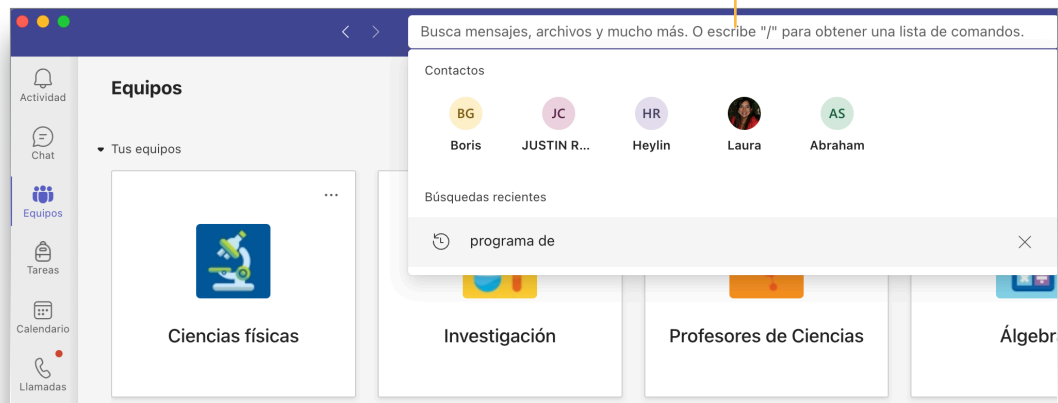 Busca mensajes, archivos y mucho más. O escribe "/" para obtener una lista de comandos.
Actividad
Chat
Equipos
Tareas
Calendario
Llamadas
Equipos
Tus equipos
...
Contactos
BG JC HR AS
Boris JUSTIN R... Heylin Laura Abraham
Búsquedas recientes
programa de
Ciencias físicas Investigación Profesores de Ciencias Álgebr